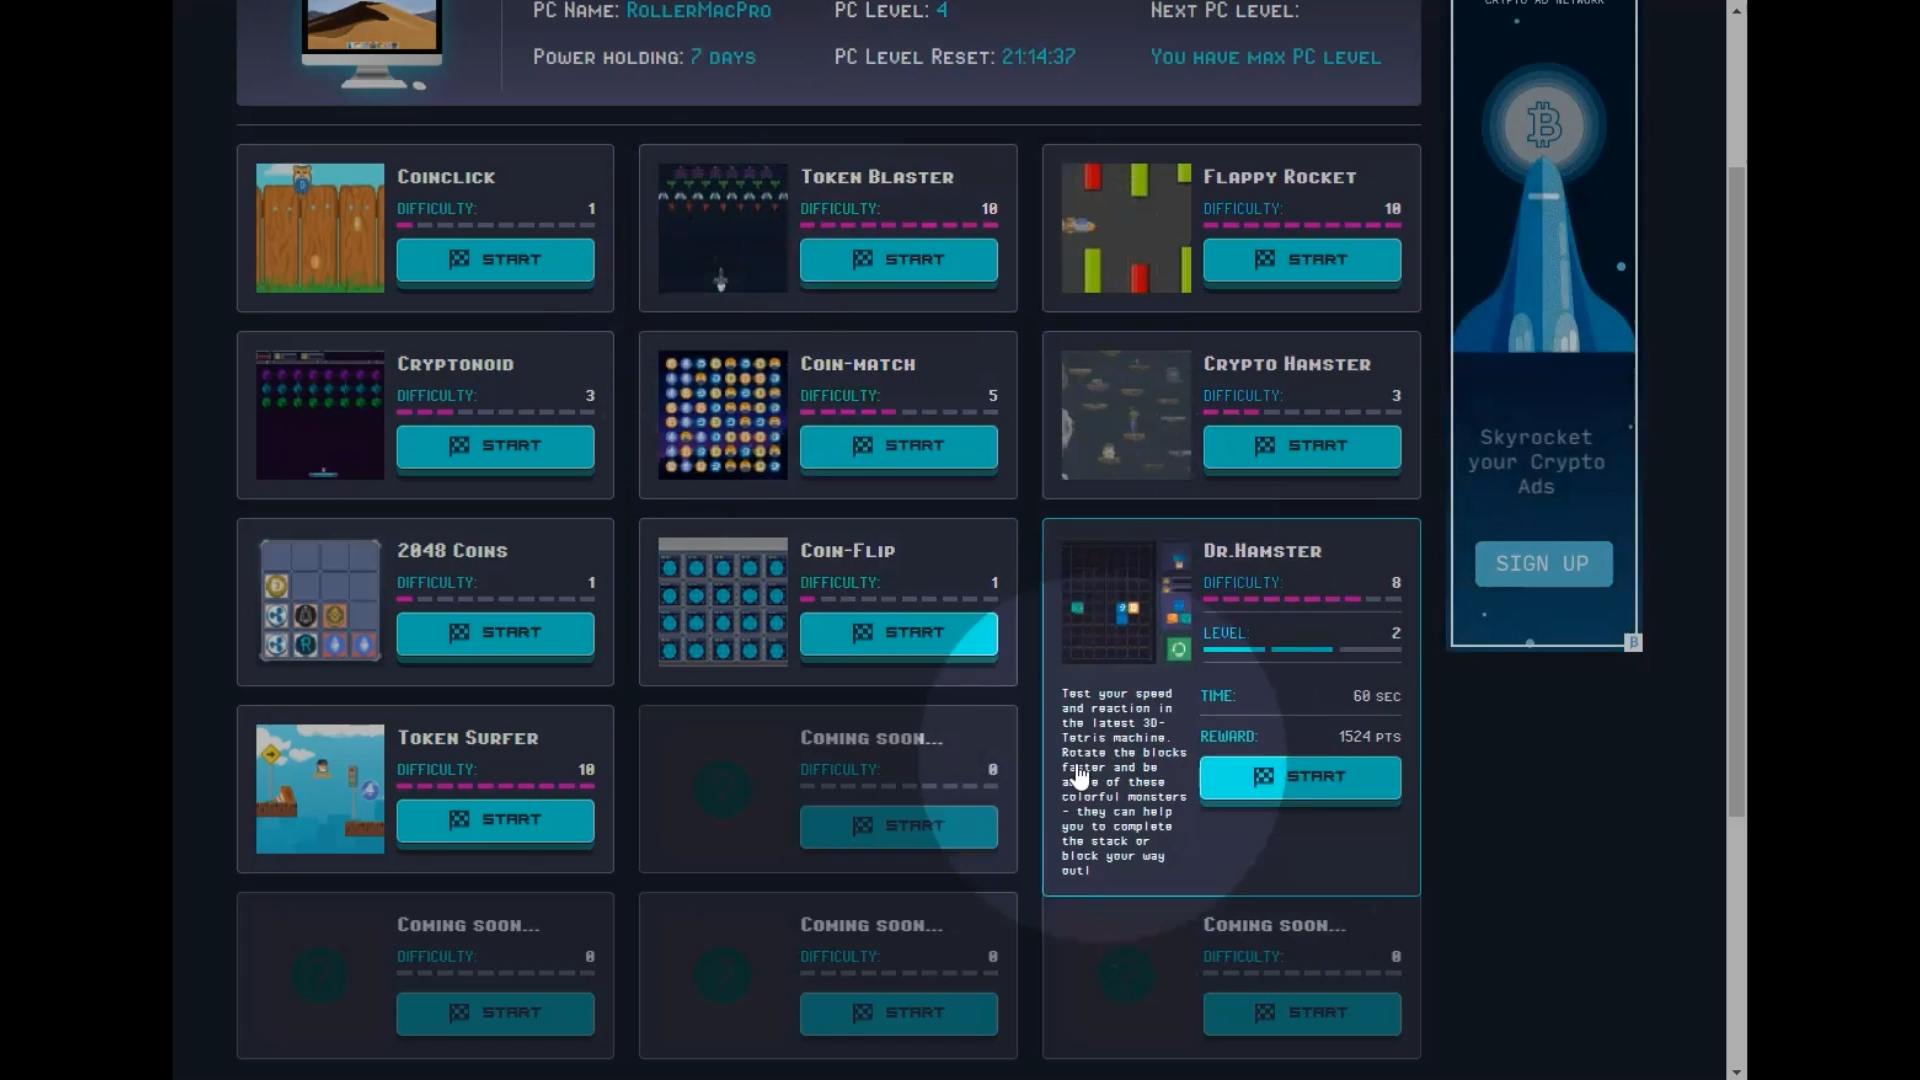 PC Name: RollerMacPro
PC Level: 4
Next PC level:
Power holding: 7 days
PC Level Reset: 21:14:37
You have max PC level
Coinclick
Difficulty: 1
START
Token Blaster
Difficulty: 10
START
Flappy Rocket
Difficulty: 10
START
Cryptonoid
Difficulty: 3
START
Coin-match
Difficulty: 5
START
Crypto Hamster
Difficulty: 3
START
2048 Coins
Difficulty: 1
START
Coin-Flip
Difficulty: 1
START
Dr.Hamster
Difficulty: 8
Level: 2
Test your speed
and reaction in
the latest 3D-
Tetris machine.
Rotate the blocks
faster and be
of these
colorful monsters
- they can help
you to complete
the stack or
block your way
out!
Time: 60 sec
Reward: 1524 pts
START
Token Surfer
Difficulty: 10
START
Coming soon...
Difficulty: 0
START
Coming soon...
Difficulty: 0
START
Coming soon...
Difficulty: 0
START
Coming soon...
Difficulty: 0
START
Skyrocket
your Crypto
Ads
SIGN UP